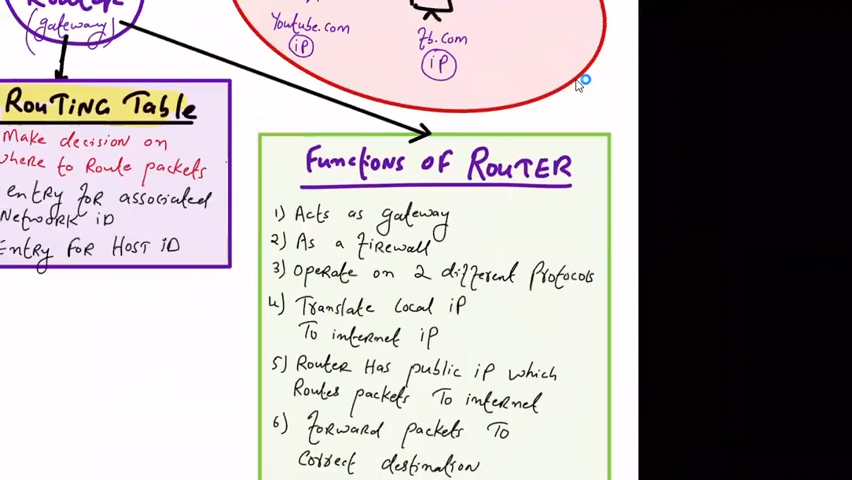 Router
(gateway)
Youtube.com
iP
fb.com
iP
RouTiNG Table
Make decision on
where to Route packets
entry for associated
Network iD
Entry For HOST iD
Functions of RouTER
1) Acts as gateway
2) As a firewall
3) Operate on 2 different Protocols
4) Translate Local iP
To internet iP
5) Router Has public iP which
Routes packets To internet
6) forward packets To
correct destination